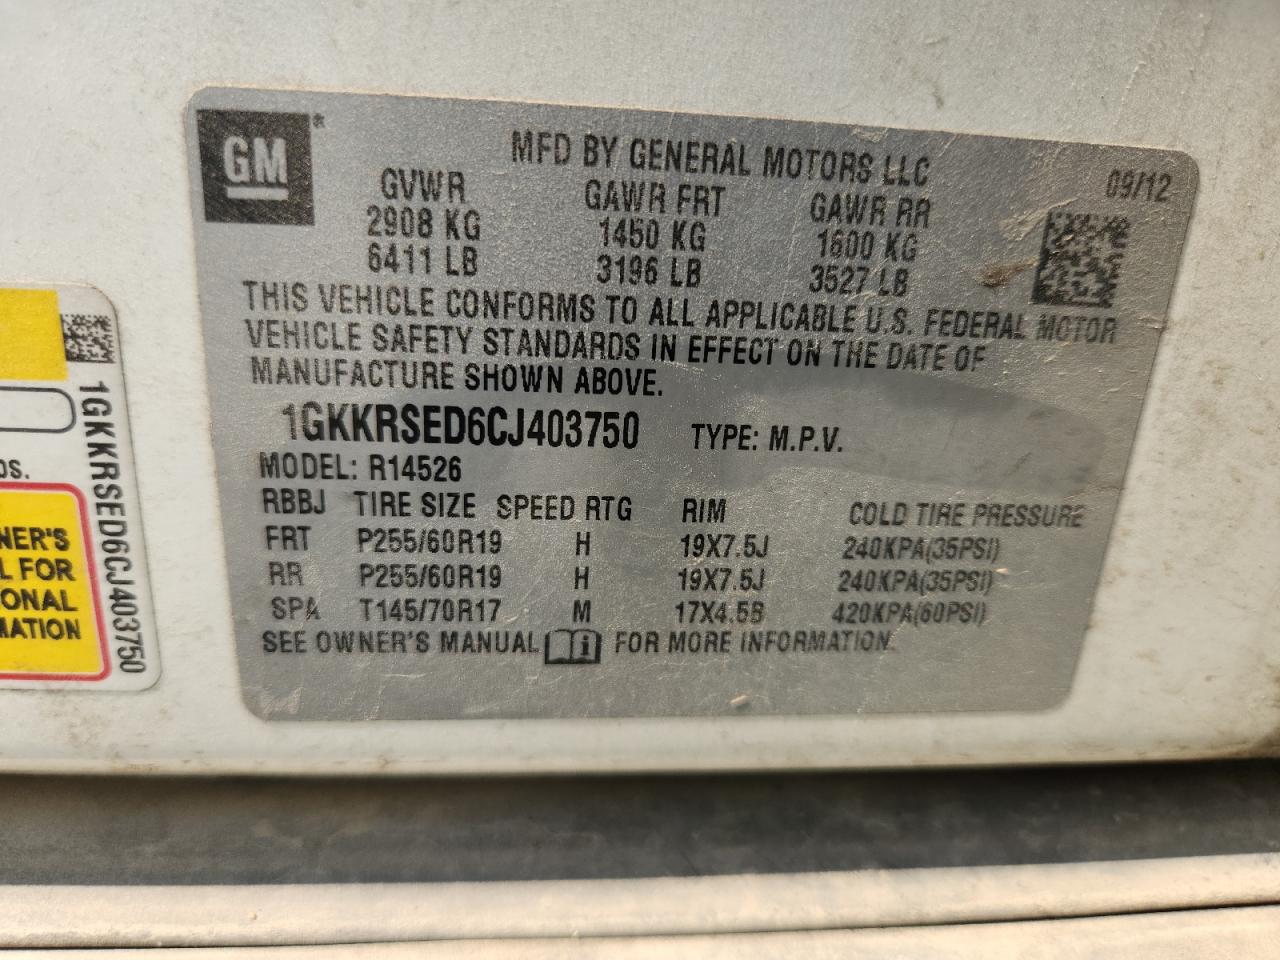 GM
MFD BY GENERAL MOTORS LLC
09/12
GVWR GAWR FRT GAWR RR
2908 KG 1450 KG 1600 KG
6411 LB 3196 LB 3527 LB
THIS VEHICLE CONFORMS TO ALL APPLICABLE U.S. FEDERAL MOTOR
VEHICLE SAFETY STANDARDS IN EFFECT ON THE DATE OF
MANUFACTURE SHOWN ABOVE.
1GKKRSED6CJ403750 TYPE: M.P.V.
MODEL: R14526
RBBJ TIRE SIZE SPEED RTG RIM COLD TIRE PRESSURE
FRT P255/60R19 H 19X7.5J 240KPA(35PSI)
RR P255/60R19 H 19X7.5J 240KPA(35PSI)
SPA T145/70R17 M 17X4.5B 420KPA(60PSI)
SEE OWNER'S MANUAL i FOR MORE INFORMATION.
1GKKRSED6CJ403750
OS.
NER'S
L FOR
ONAL
MATION